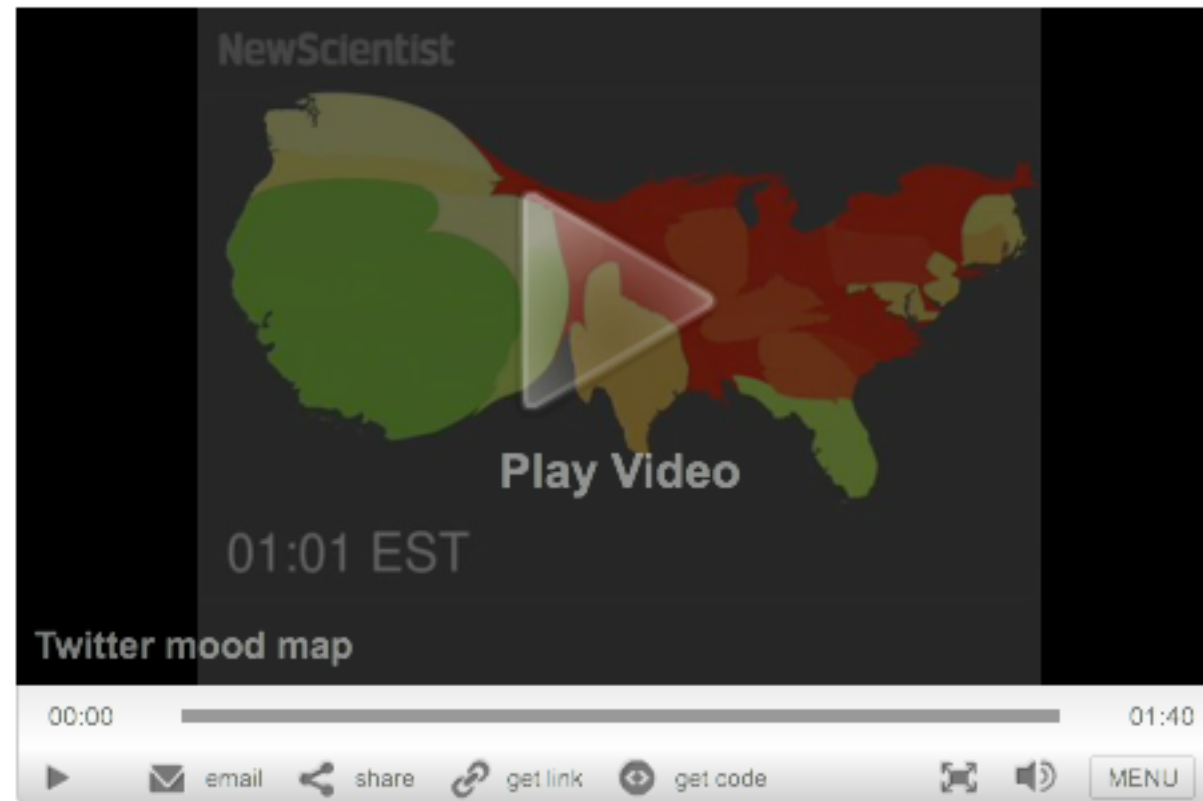 NewScientist
Play Video
01:01 EST
Twitter mood map
00:00 01:40
email share get link get code MENU